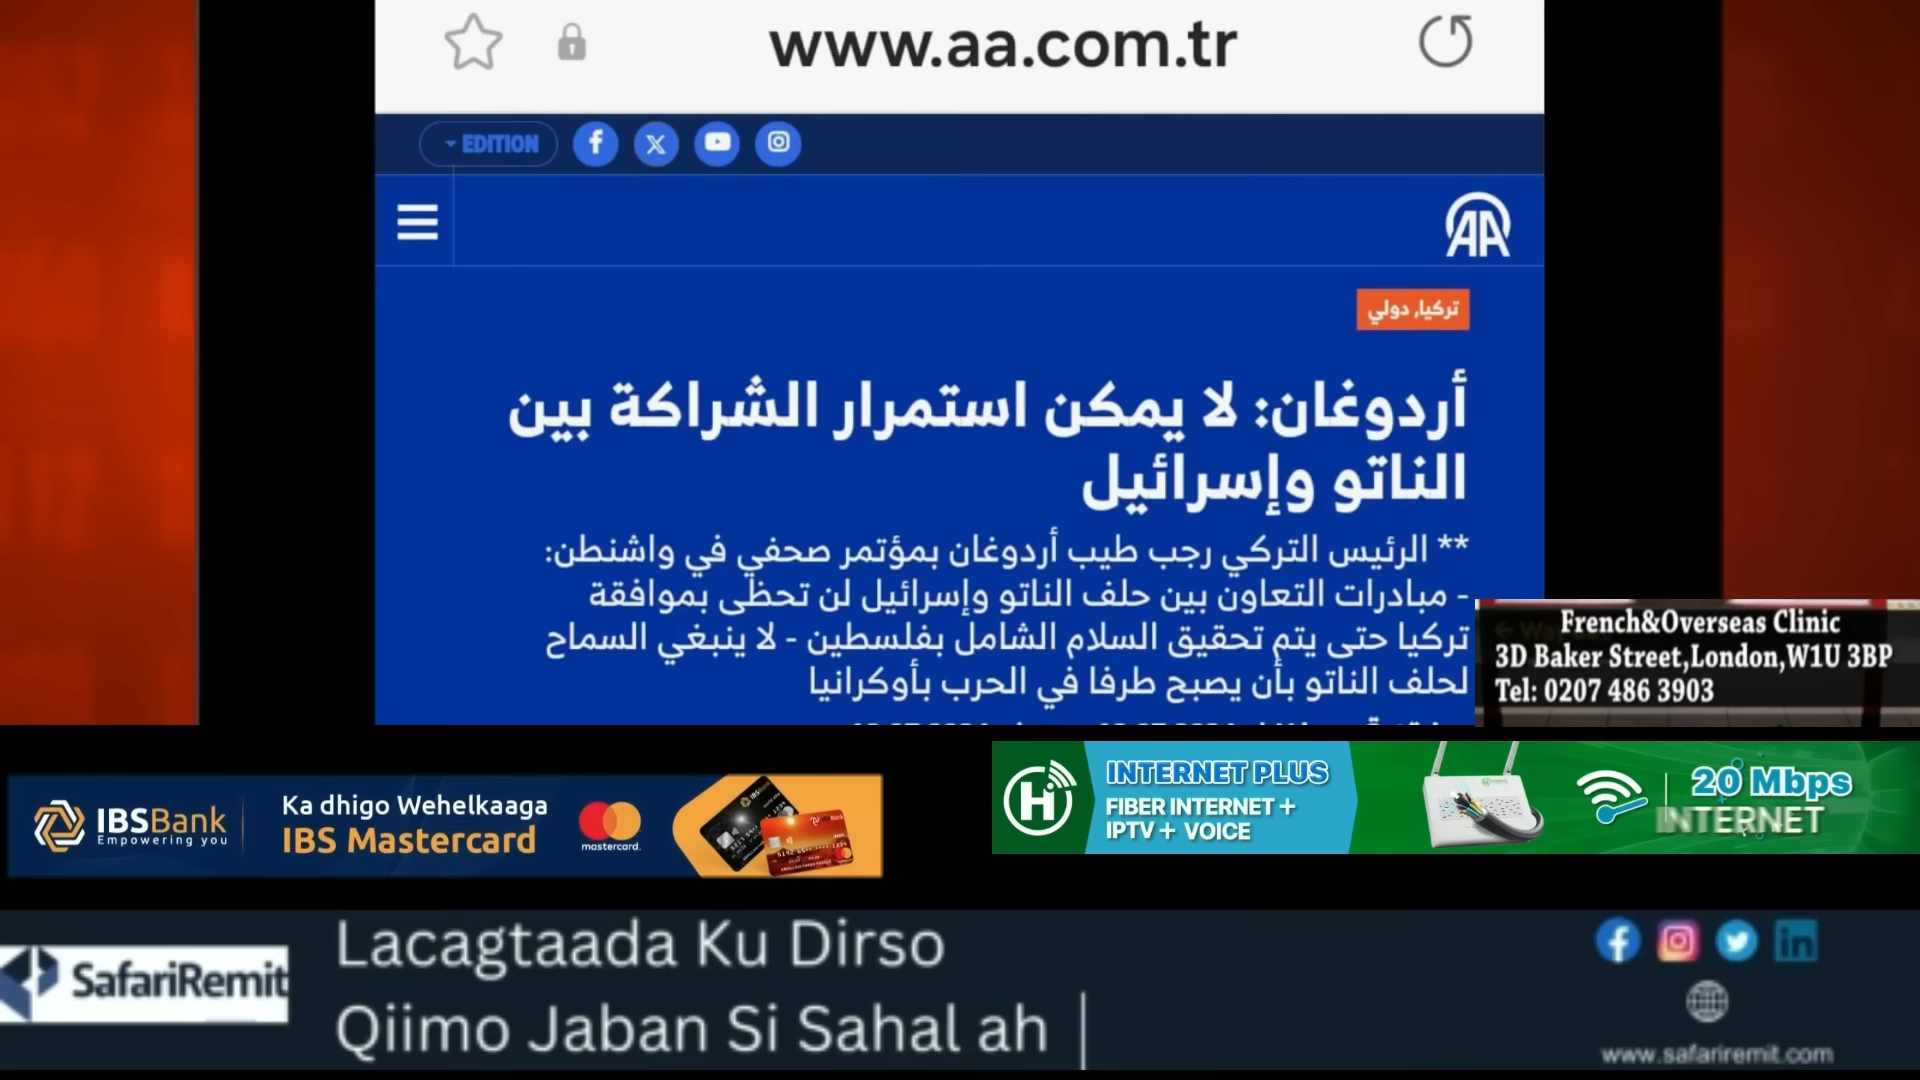 www.aa.com.tr
EDITION
AA
تركيا, دولي
أردوغان: لا يمكن استمرار الشراكة بين
الناتو وإسرائيل
** الرئيس التركي رجب طيب أردوغان بمؤتمر صحفي في واشنطن:
- مبادرات التعاون بين حلف الناتو وإسرائيل لن تحظى بموافقة
تركيا حتى يتم تحقيق السلام الشامل بفلسطين - لا ينبغي السماح
لحلف الناتو بأن يصبح طرفا في الحرب بأوكرانيا
French&Overseas Clinic
3D Baker Street,London,W1U 3BP
Tel: 0207 486 3903
IBSBank
Empowering you
Ka dhigo Wehelkaaga
IBS Mastercard
mastercard.
H
INTERNET PLUS
FIBER INTERNET +
IPTV + VOICE
20 Mbps
INTERNET
SafariRemit
Lacagtaada Ku Dirso
Qiimo Jaban Si Sahal ah
www.safariremit.com